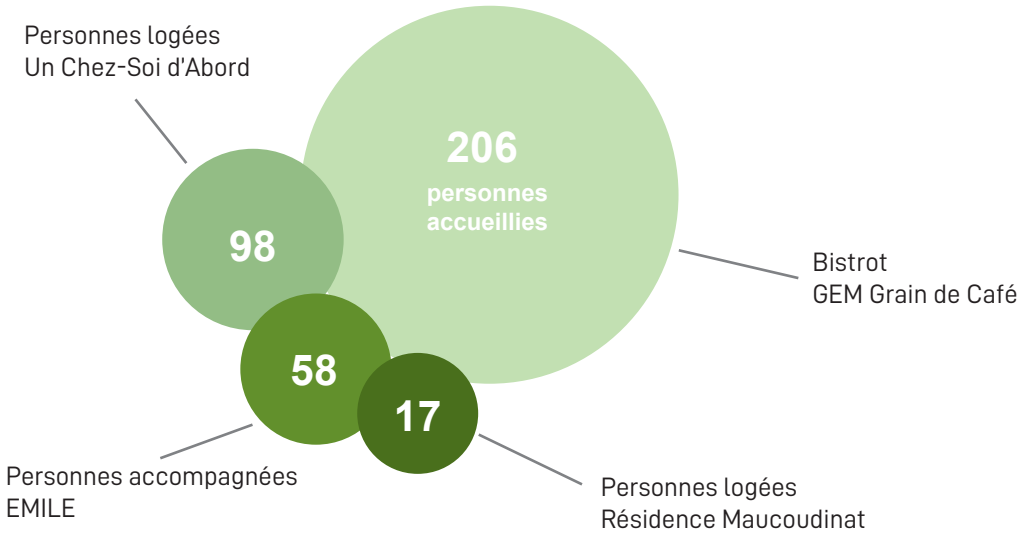 Personnes logées
Un Chez-Soi d'Abord
206
personnes
accueillies
98
Bistrot
GEM Grain de Café
58
17
Personnes accompagnées
EMILE
Personnes logées
Résidence Maucoudinat